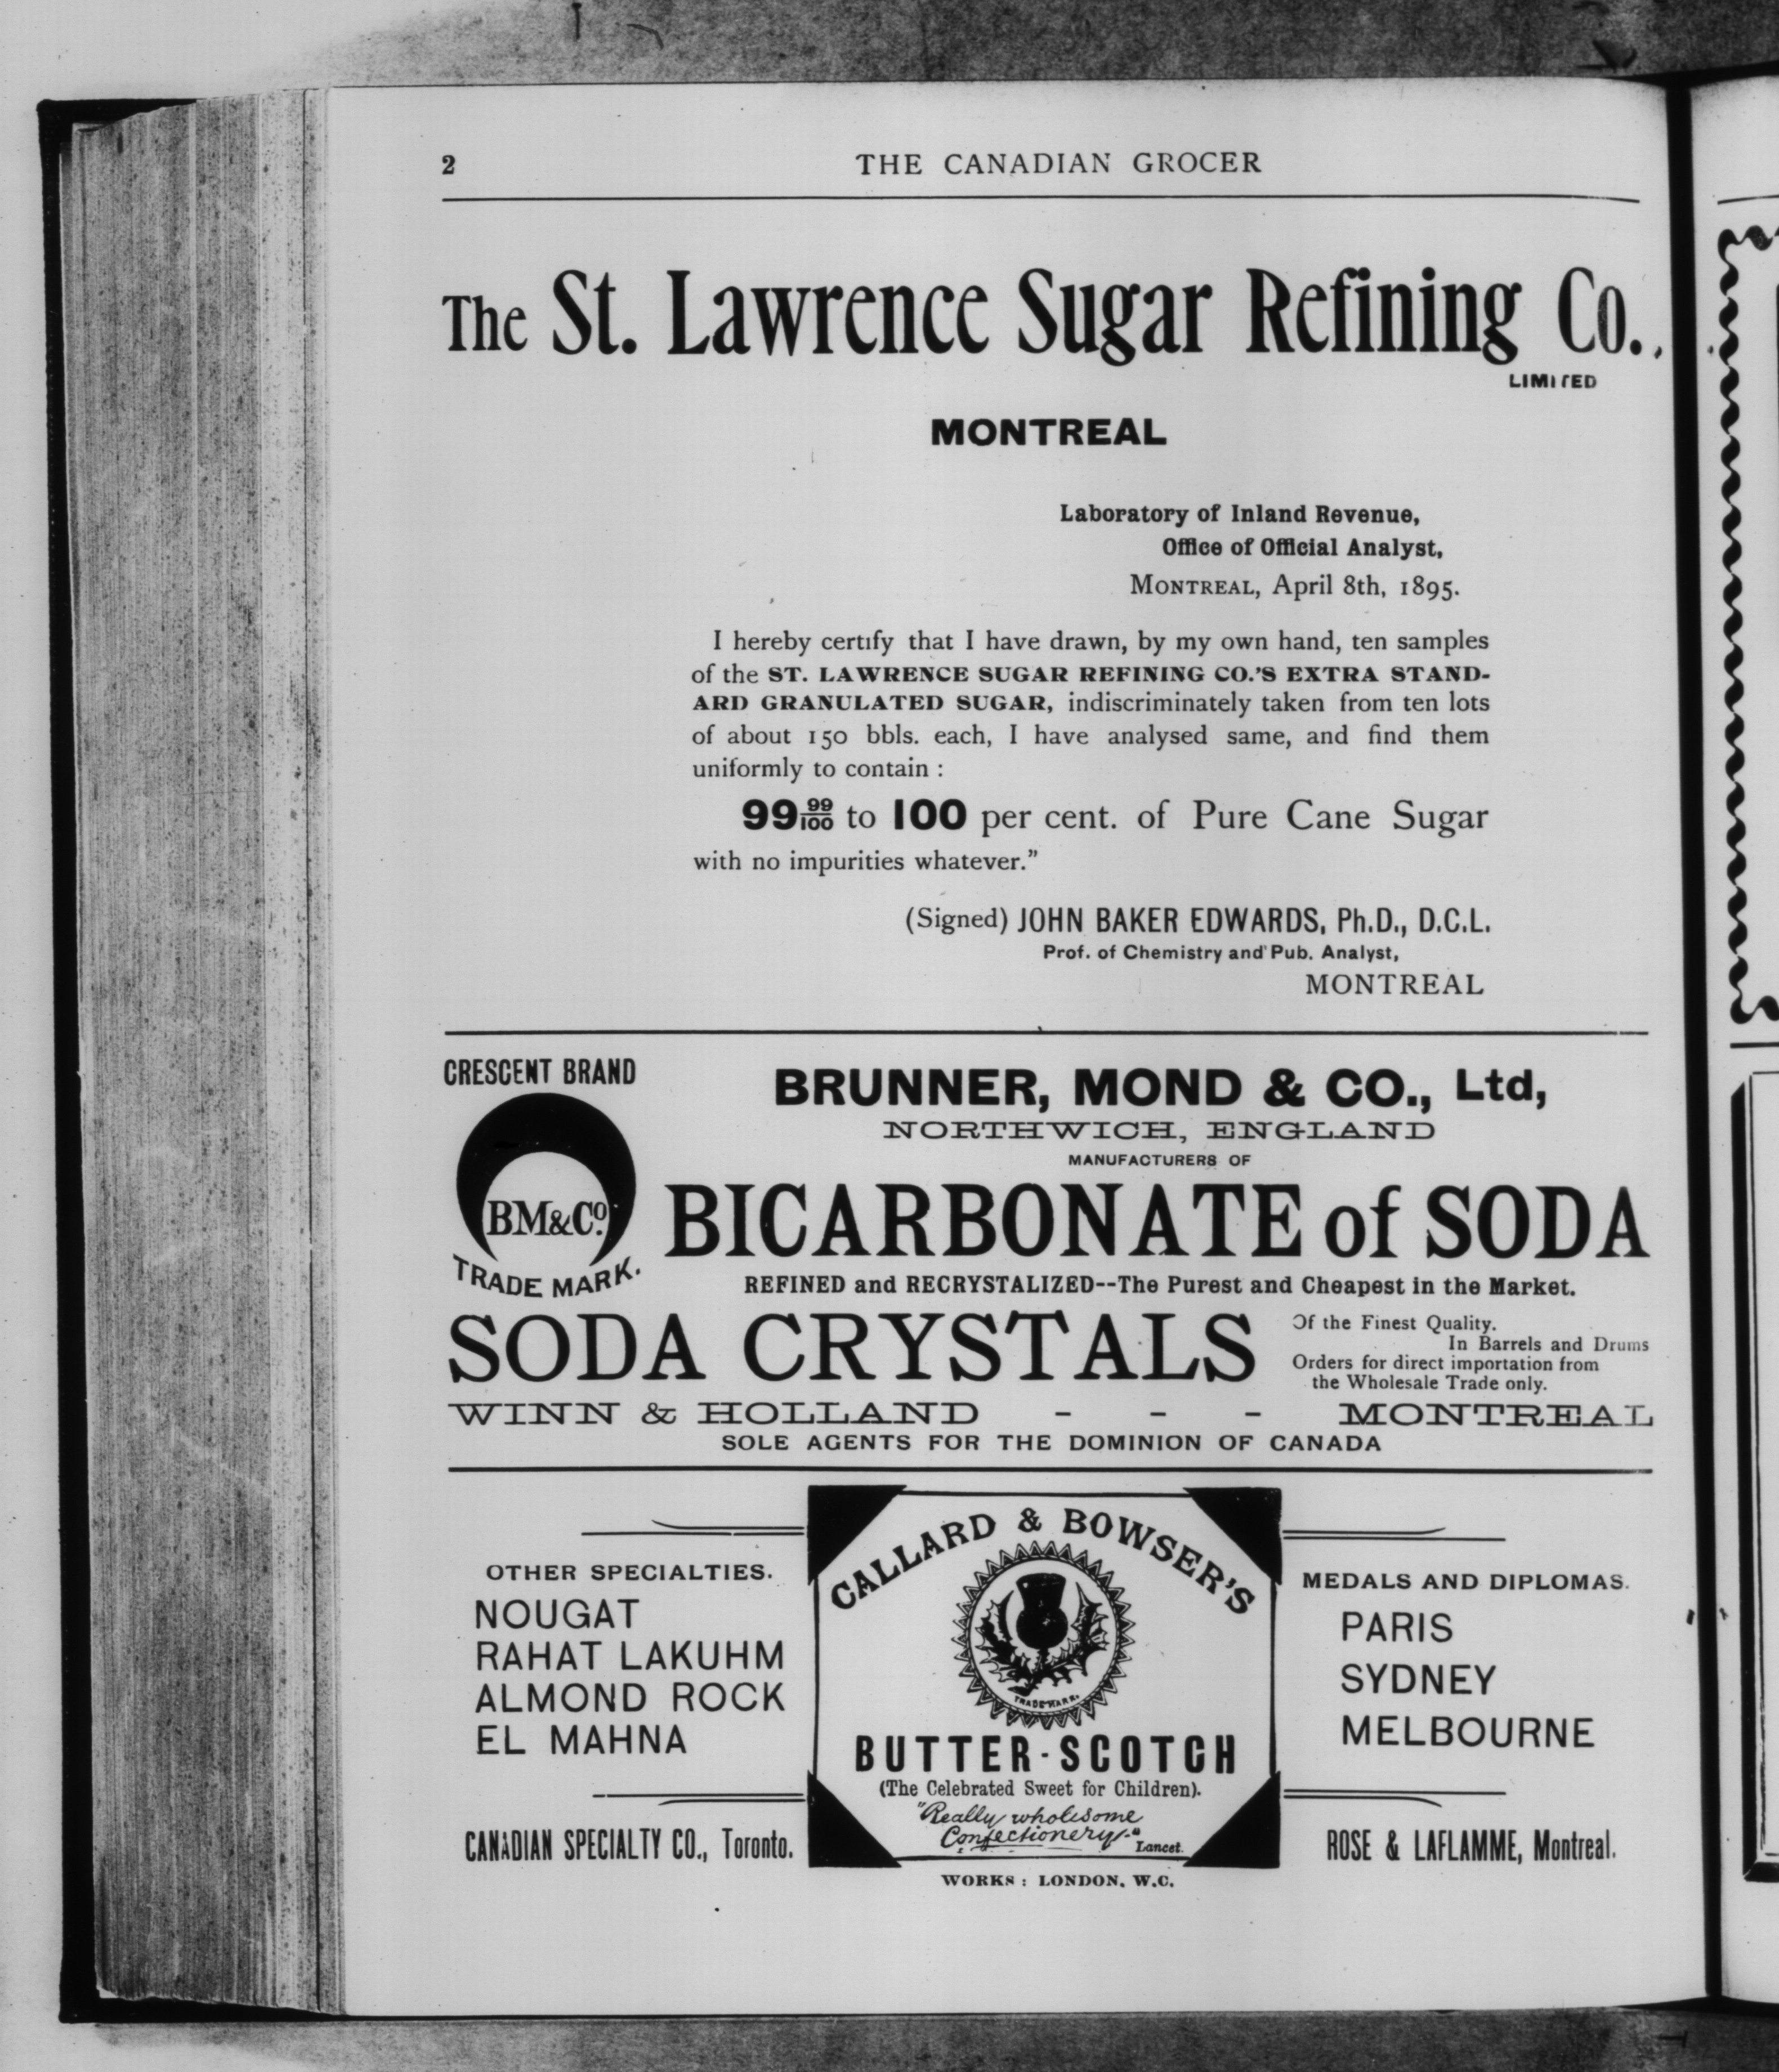 2 THE CANADIAN GROCER
The St. Lawrence Sugar Refining Co.,
LIMITED
MONTREAL
Laboratory of Inland Revenue,
Office of Official Analyst,
MONTREAL, April 8th, 1895.
I hereby certify that I have drawn, by my own hand, ten samples
of the ST. LAWRENCE SUGAR REFINING CO.'S EXTRA STAND-
ARD GRANULATED SUGAR, indiscriminately taken from ten lots
of about 150 bbls. each, I have analysed same, and find them
uniformly to contain :
99 99/100 to 100 per cent. of Pure Cane Sugar
with no impurities whatever."
(Signed) JOHN BAKER EDWARDS, Ph.D., D.C.L.
Prof. of Chemistry and Pub. Analyst,
MONTREAL
CRESCENT BRAND
BM&Co.
TRADE MARK.
BRUNNER, MOND & CO., Ltd,
NORTHWICH, ENGLAND
MANUFACTURERS OF
BICARBONATE of SODA
REFINED and RECRYSTALIZED--The Purest and Cheapest in the Market.
SODA CRYSTALS
Of the Finest Quality.
In Barrels and Drums
Orders for direct importation from
the Wholesale Trade only.
WINN & HOLLAND - - - MONTREAL
SOLE AGENTS FOR THE DOMINION OF CANADA
OTHER SPECIALTIES.
NOUGAT
RAHAT LAKUHM
ALMOND ROCK
EL MAHNA
CANADIAN SPECIALTY CO., Toronto.
CALLARD & BOWSER'S
TRADE MARK.
BUTTER-SCOTCH
(The Celebrated Sweet for Children).
"Really wholesome
Confectionery."
Lancet.
WORKS : LONDON, W.C.
MEDALS AND DIPLOMAS.
PARIS
SYDNEY
MELBOURNE
ROSE & LAFLAMME, Montreal.